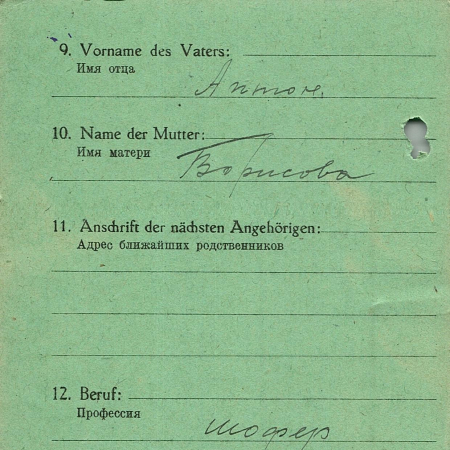 9. Vorname des Vaters:
Имя отца
Антон.
10. Name der Mutter:
Имя матери
Борисова
11. Anschrift der nächsten Angehörigen:
Адрес ближайших родственников
12. Beruf:
Профессия
шофер